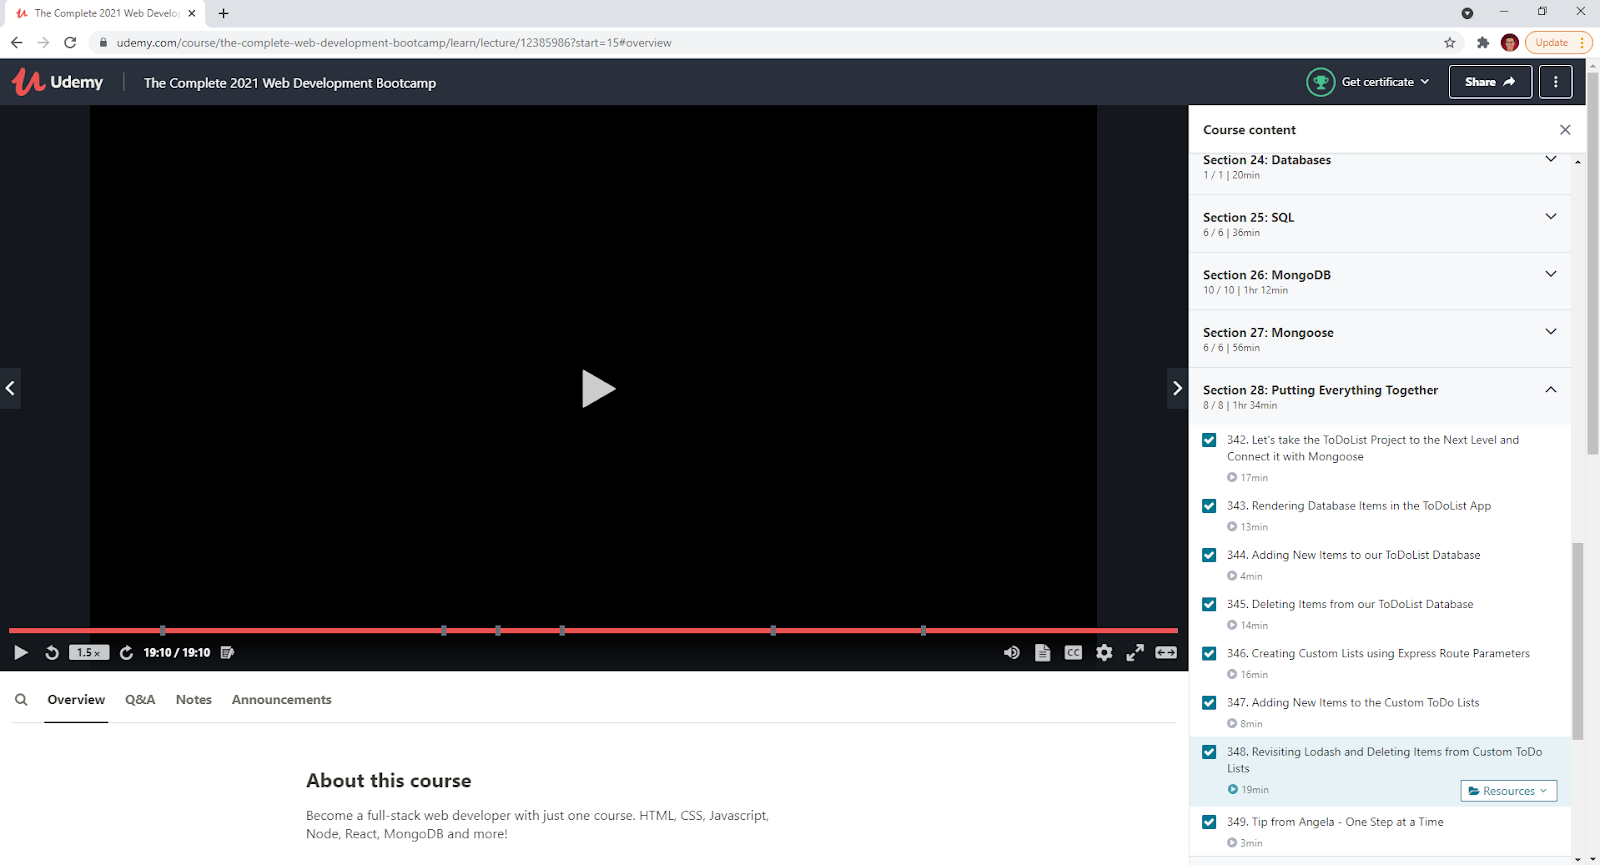 The Complete 2021 Web Develo
udemy.com/course/the-complete-web-development-bootcamp/learn/lecture/12385986?start=15#overview
Update
Udemy
The Complete 2021 Web Development Bootcamp
Get certificate
Share
Course content
Section 24: Databases
1 / 1 | 20min
Section 25: SQL
6 / 6 | 36min
Section 26: MongoDB
10 / 10 | 1hr 12min
Section 27: Mongoose
6 / 6 | 56min
Section 28: Putting Everything Together
8 / 8 | 1hr 34min
342. Let's take the ToDoList Project to the Next Level and
Connect it with Mongoose
17min
343. Rendering Database Items in the ToDoList App
13min
344. Adding New Items to our ToDoList Database
4min
345. Deleting Items from our ToDoList Database
14min
346. Creating Custom Lists using Express Route Parameters
16min
347. Adding New Items to the Custom ToDo Lists
8min
348. Revisiting Lodash and Deleting Items from Custom ToDo
Lists
19min
Resources
349. Tip from Angela - One Step at a Time
3min
1.5×
19:10 / 19:10
CC
Overview
Q&A
Notes
Announcements
About this course
Become a full-stack web developer with just one course. HTML, CSS, Javascript,
Node, React, MongoDB and more!